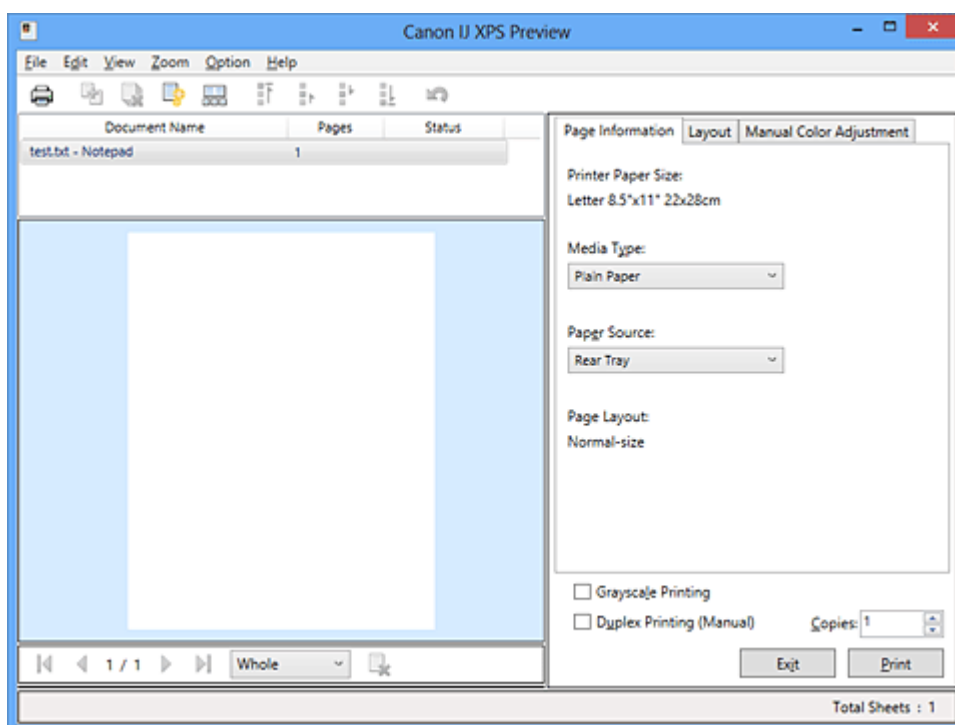 Canon IJ XPS Preview
File Edit View Zoom Option Help
Document Name Pages Status
test.txt - Notepad 1
Page Information Layout Manual Color Adjustment
Printer Paper Size:
Letter 8.5"x11" 22x28cm
Media Type:
Plain Paper
Paper Source:
Rear Tray
Page Layout:
Normal-size
Grayscale Printing
Duplex Printing (Manual) Copies: 1
1 / 1 Whole
Exit Print
Total Sheets : 1